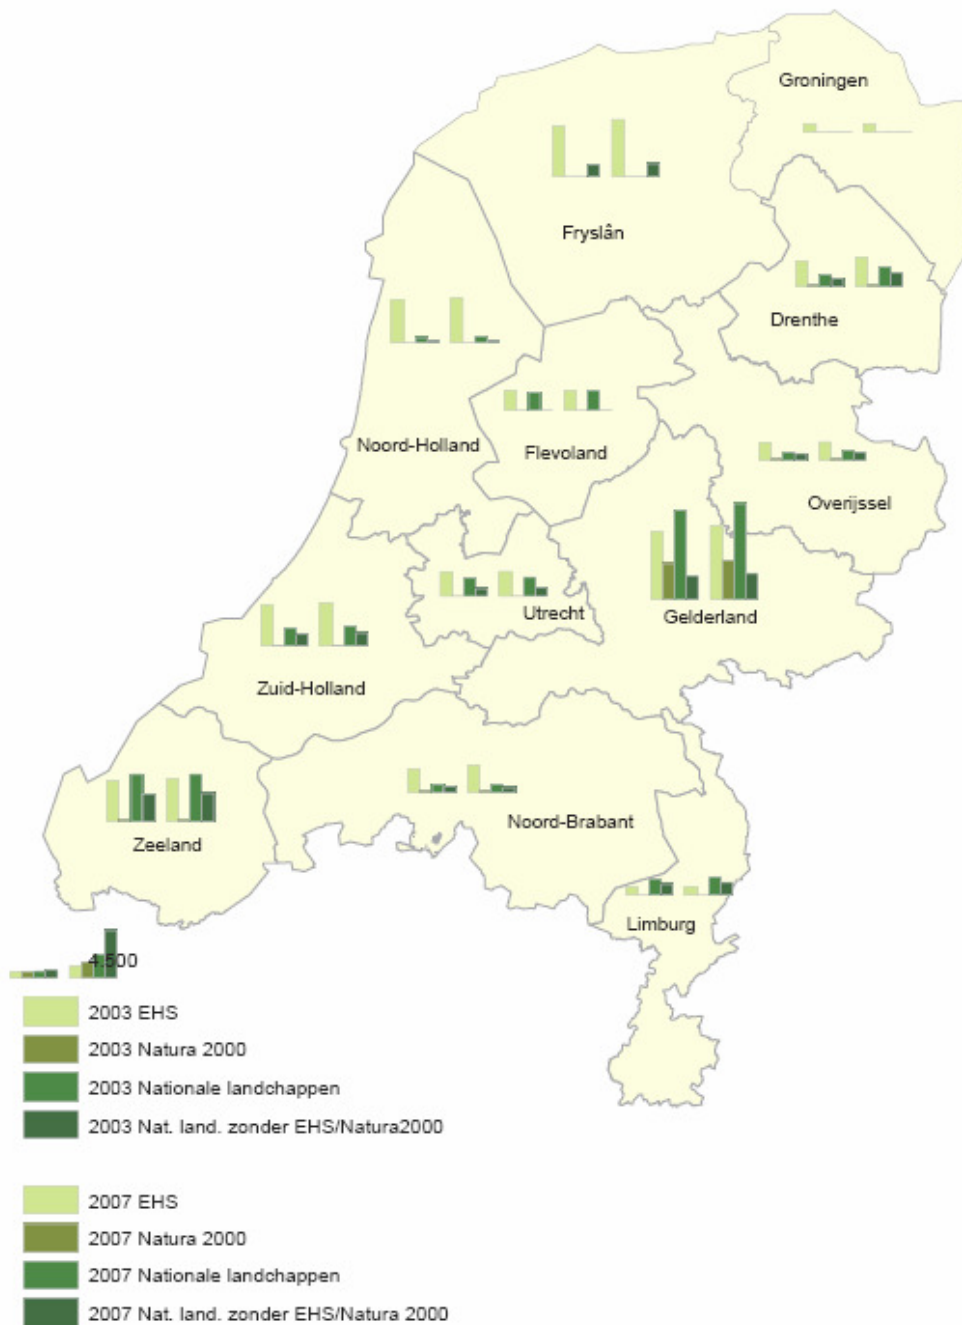 Groningen
Fryslân
Drenthe
Noord-Holland
Flevoland
Overijssel
Utrecht
Gelderland
Zuid-Holland
Noord-Brabant
Zeeland
Limburg
4.500
2003 EHS
2003 Natura 2000
2003 Nationale landchappen
2003 Nat. land. zonder EHS/Natura2000
2007 EHS
2007 Natura 2000
2007 Nationale landchappen
2007 Nat. land. zonder EHS/Natura 2000